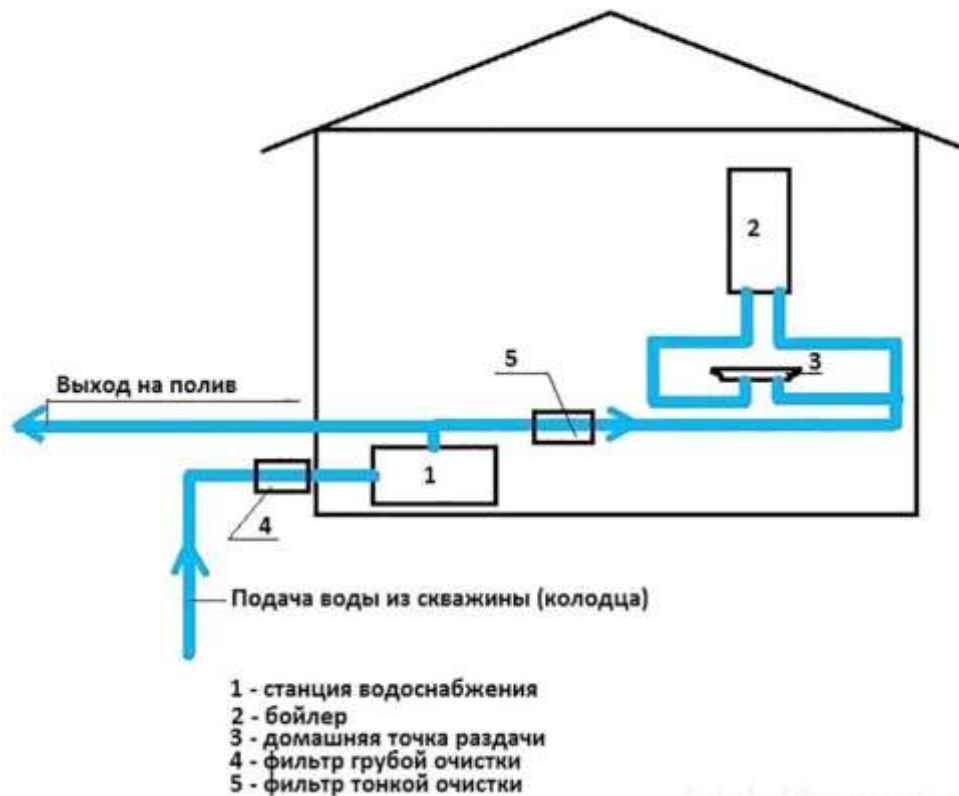 2
3
5
Выход на полив
1
4
Подача воды из скважины (колодца)
1 - станция водоснабжения
2 - бойлер
3 - домашняя точка раздачи
4 - фильтр грубой очистки
5 - фильтр тонкой очистки